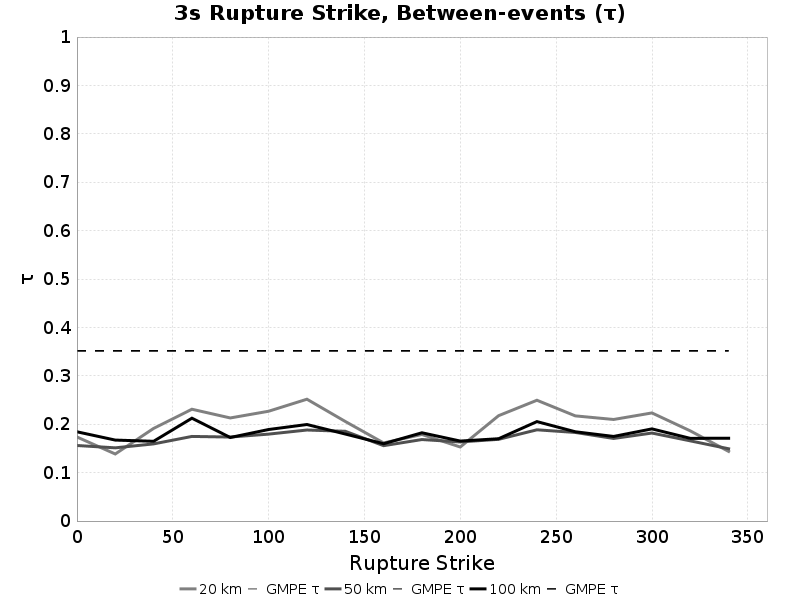 3s Rupture Strike, Between-events (τ)
1
0.9
0.8
0.7
0.6
0.5
0.4
0.3
0.2
0.1
0
τ
0 50 100 150 200 250 300 350
Rupture Strike
20 km GMPE τ 50 km GMPE τ 100 km GMPE τ